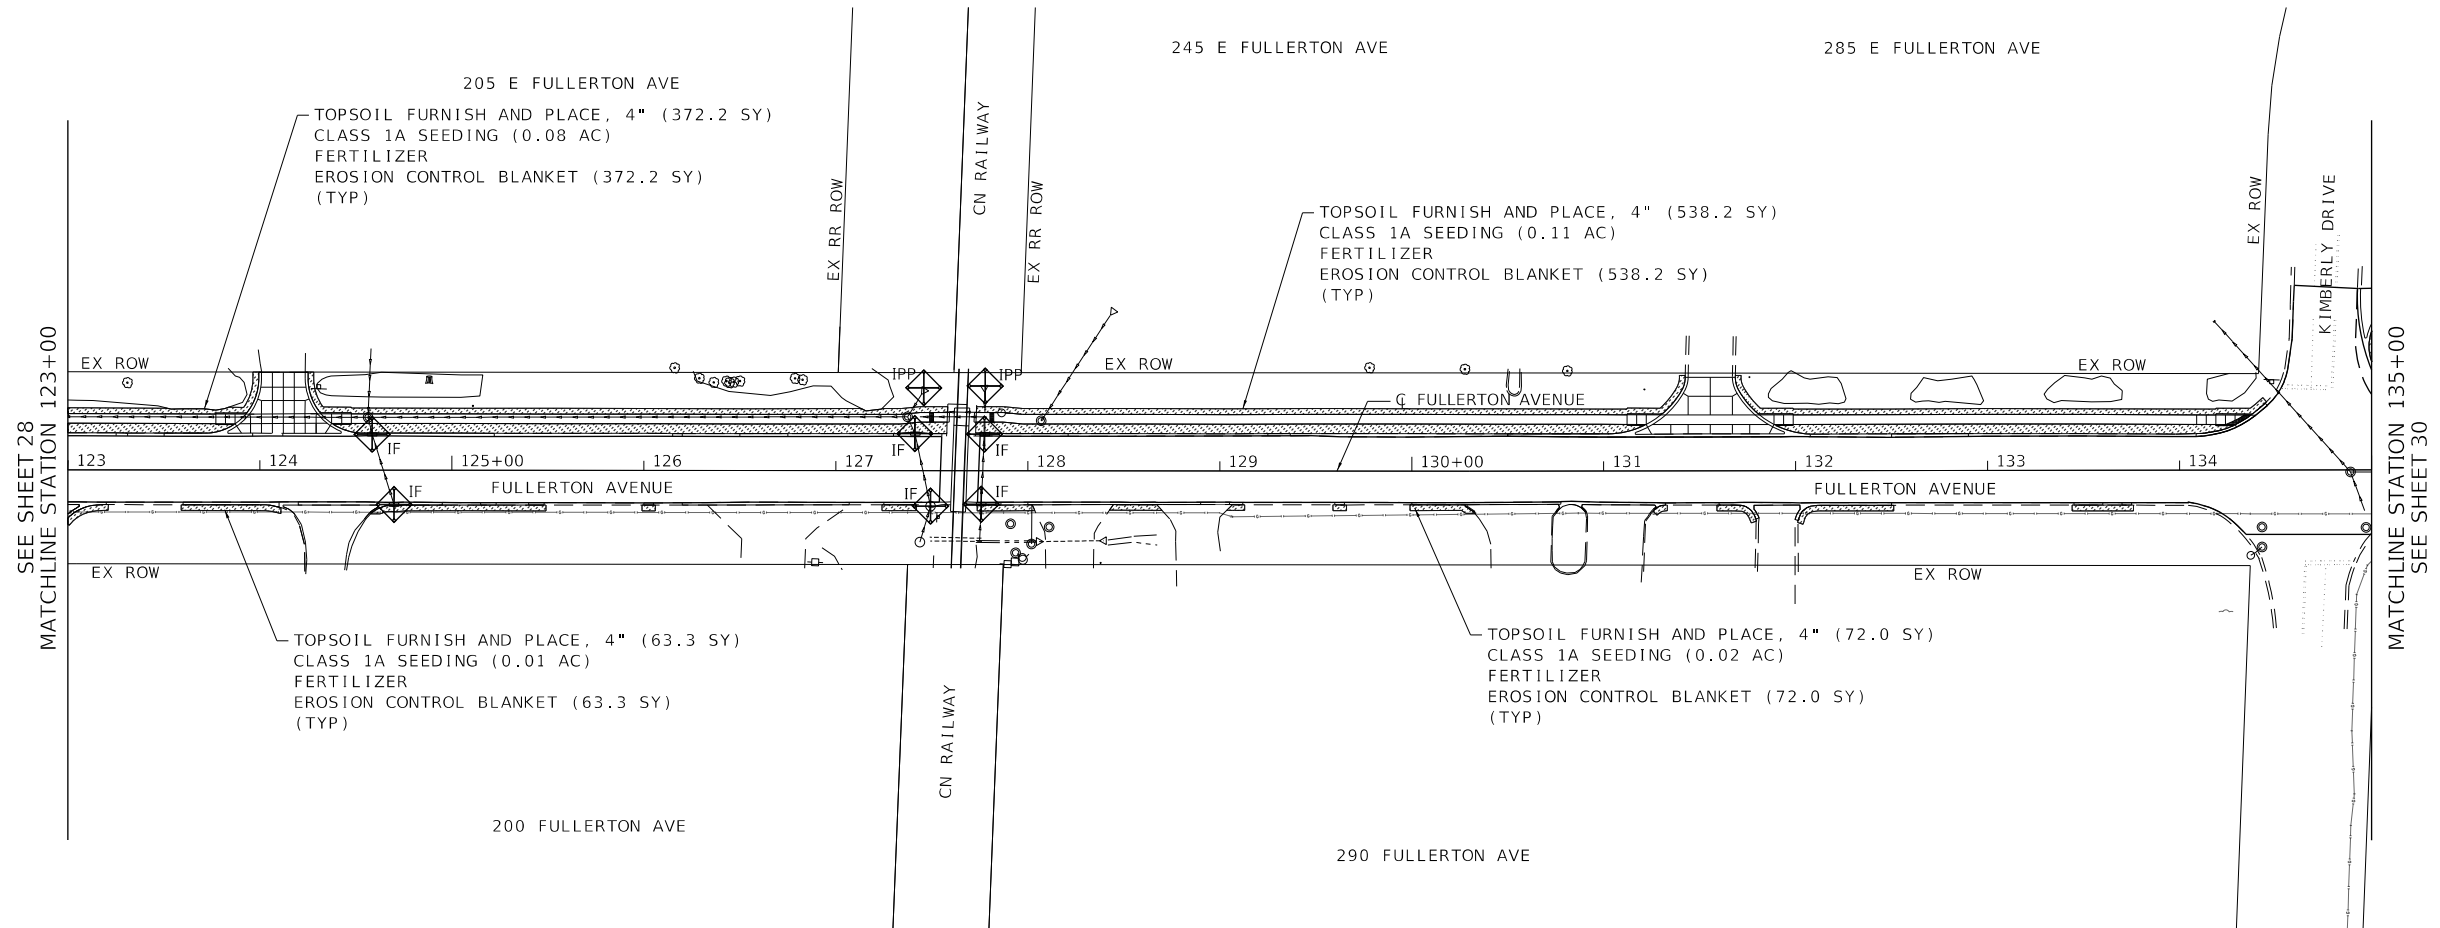 245 E FULLERTON AVE
285 E FULLERTON AVE
205 E FULLERTON AVE
TOPSOIL FURNISH AND PLACE, 4" (372.2 SY)
CLASS 1A SEEDING (0.08 AC)
FERTILIZER
EROSION CONTROL BLANKET (372.2 SY)
(TYP)
EX RR ROW
CN RAILWAY
EX RR ROW
TOPSOIL FURNISH AND PLACE, 4" (538.2 SY)
CLASS 1A SEEDING (0.11 AC)
FERTILIZER
EROSION CONTROL BLANKET (538.2 SY)
(TYP)
EX ROW
KIMBERLY DRIVE
SEE SHEET 28
MATCHLINE STATION 123+00
MATCHLINE STATION 135+00
SEE SHEET 30
EX ROW
EX ROW
EX ROW
IPP
IPP
℄ FULLERTON AVENUE
IF
IF
IF
123
124
125+00
126
127
128
129
130+00
131
132
133
134
FULLERTON AVENUE
FULLERTON AVENUE
IF
IF
IF
EX ROW
EX ROW
TOPSOIL FURNISH AND PLACE, 4" (63.3 SY)
CLASS 1A SEEDING (0.01 AC)
FERTILIZER
EROSION CONTROL BLANKET (63.3 SY)
(TYP)
CN RAILWAY
TOPSOIL FURNISH AND PLACE, 4" (72.0 SY)
CLASS 1A SEEDING (0.02 AC)
FERTILIZER
EROSION CONTROL BLANKET (72.0 SY)
(TYP)
200 FULLERTON AVE
290 FULLERTON AVE